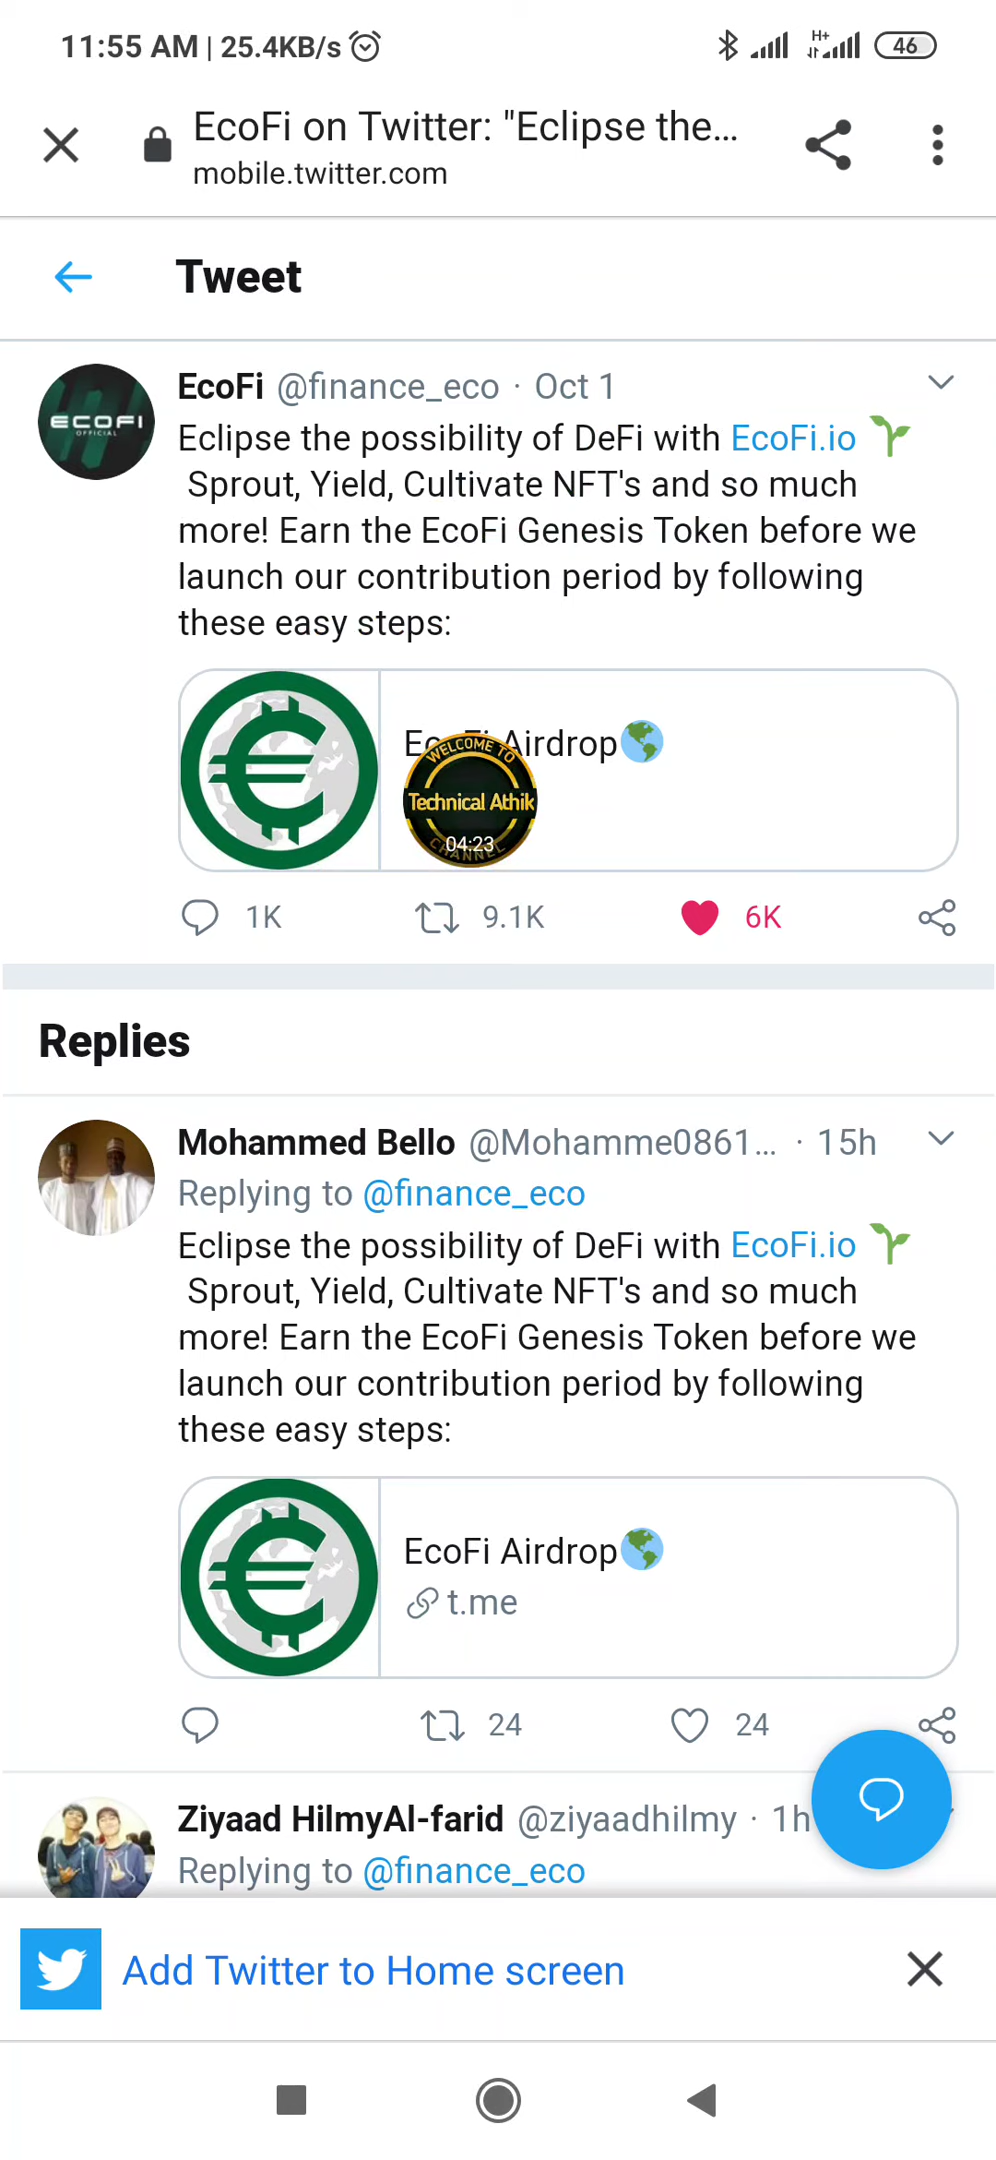 11:55 AM | 25.4KB/s
H+
46
EcoFi on Twitter: "Eclipse the...
mobile.twitter.com
Tweet
EcoFi @finance_eco · Oct 1
ECOFI
OFFICIAL
Eclipse the possibility of DeFi with EcoFi.io
Sprout, Yield, Cultivate NFT's and so much
more! Earn the EcoFi Genesis Token before we
launch our contribution period by following
these easy steps:
EcoFi Airdrop
WELCOME TO
Technical Athik
04:23
CHANNEL
1K
9.1K
6K
Replies
Mohammed Bello @Mohamme0861... · 15h
Replying to @finance_eco
Eclipse the possibility of DeFi with EcoFi.io
Sprout, Yield, Cultivate NFT's and so much
more! Earn the EcoFi Genesis Token before we
launch our contribution period by following
these easy steps:
EcoFi Airdrop
t.me
24
24
Ziyaad HilmyAl-farid @ziyaadhilmy · 1h
Replying to @finance_eco
Add Twitter to Home screen